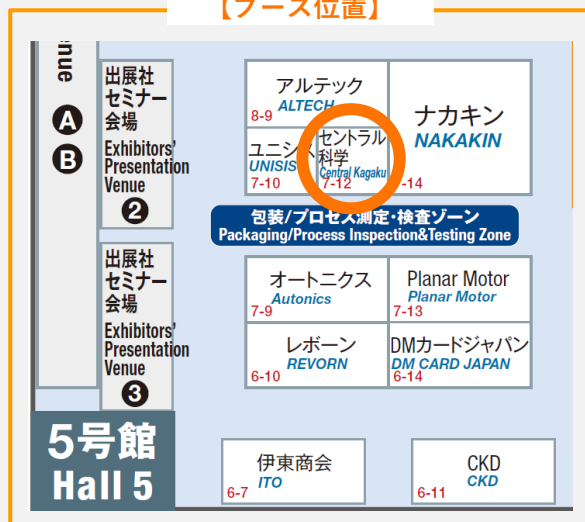 【ブース位置】
enue
A
B
出展社
セミナー
会場
Exhibitors'
Presentation
Venue
2
アルテック
ALTECH
8-9
ユニシス
UNISIS
7-10
セントラル
科学
Central Kagaku
7-12
ナカキン
NAKAKIN
-14
包装/プロセス測定・検査ゾーン
Packaging/Process Inspection&Testing Zone
出展社
セミナー
会場
Exhibitors'
Presentation
Venue
3
オートニクス
Autonics
7-9
Planar Motor
Planar Motor
7-13
レボーン
REVORN
6-10
DMカードジャパン
DM CARD JAPAN
6-14
5号館
Hall 5
伊東商会
ITO
6-7
CKD
CKD
6-11